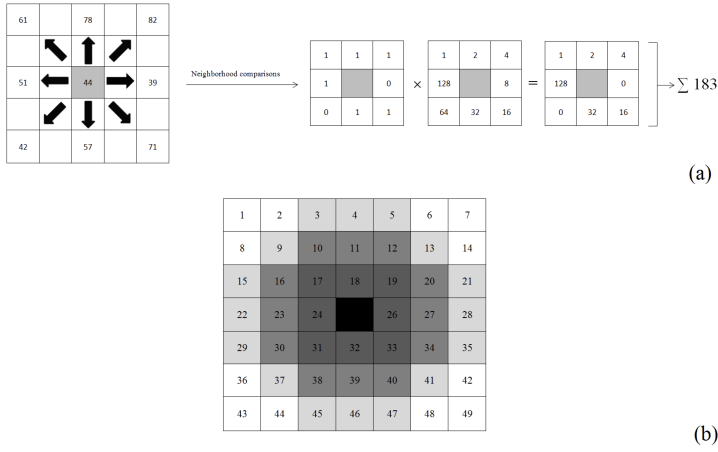 61 78 82
51 44 39
42 57 71
Neighborhood comparisons
1 1 1
1 0
0 1 1
×
1 2 4
128 8
64 32 16
=
1 2 4
128 0
0 32 16
∑ 183
(a)
1 2 3 4 5 6 7
8 9 10 11 12 13 14
15 16 17 18 19 20 21
22 23 24 26 27 28
29 30 31 32 33 34 35
36 37 38 39 40 41 42
43 44 45 46 47 48 49
(b)